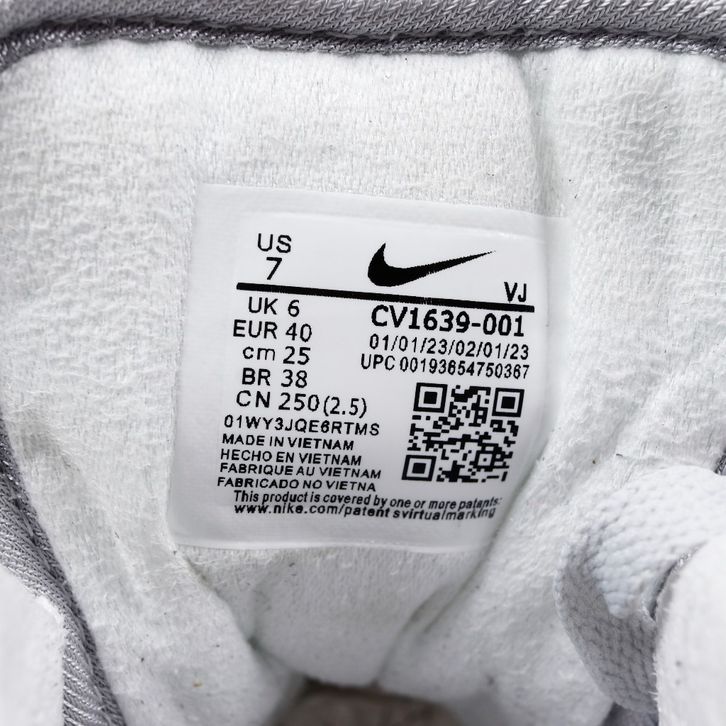 US
7
VJ
UK 6
EUR 40
cm 25
BR 38
CN 250(2.5)
CV1639-001
01/01/23/02/01/23
UPC 00193654750367
01WY3JQE6RTMS
MADE IN VIETNAM
HECHO EN VIETNAM
FABRIQUE AU VIETNAM
FABRICADO NO VIETNA
This product is covered by one or more patents:
www.nike.com/patent svirtualmarking